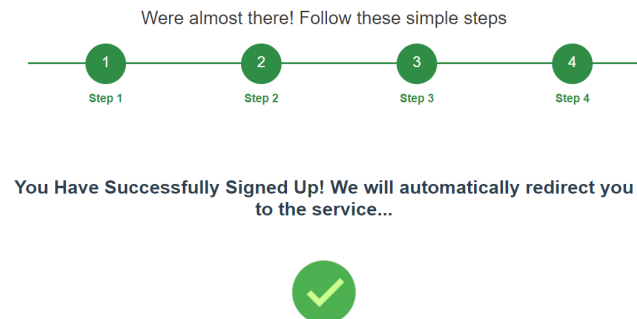 Were almost there! Follow these simple steps
1 2 3 4
Step 1 Step 2 Step 3 Step 4
You Have Successfully Signed Up! We will automatically redirect you
to the service...